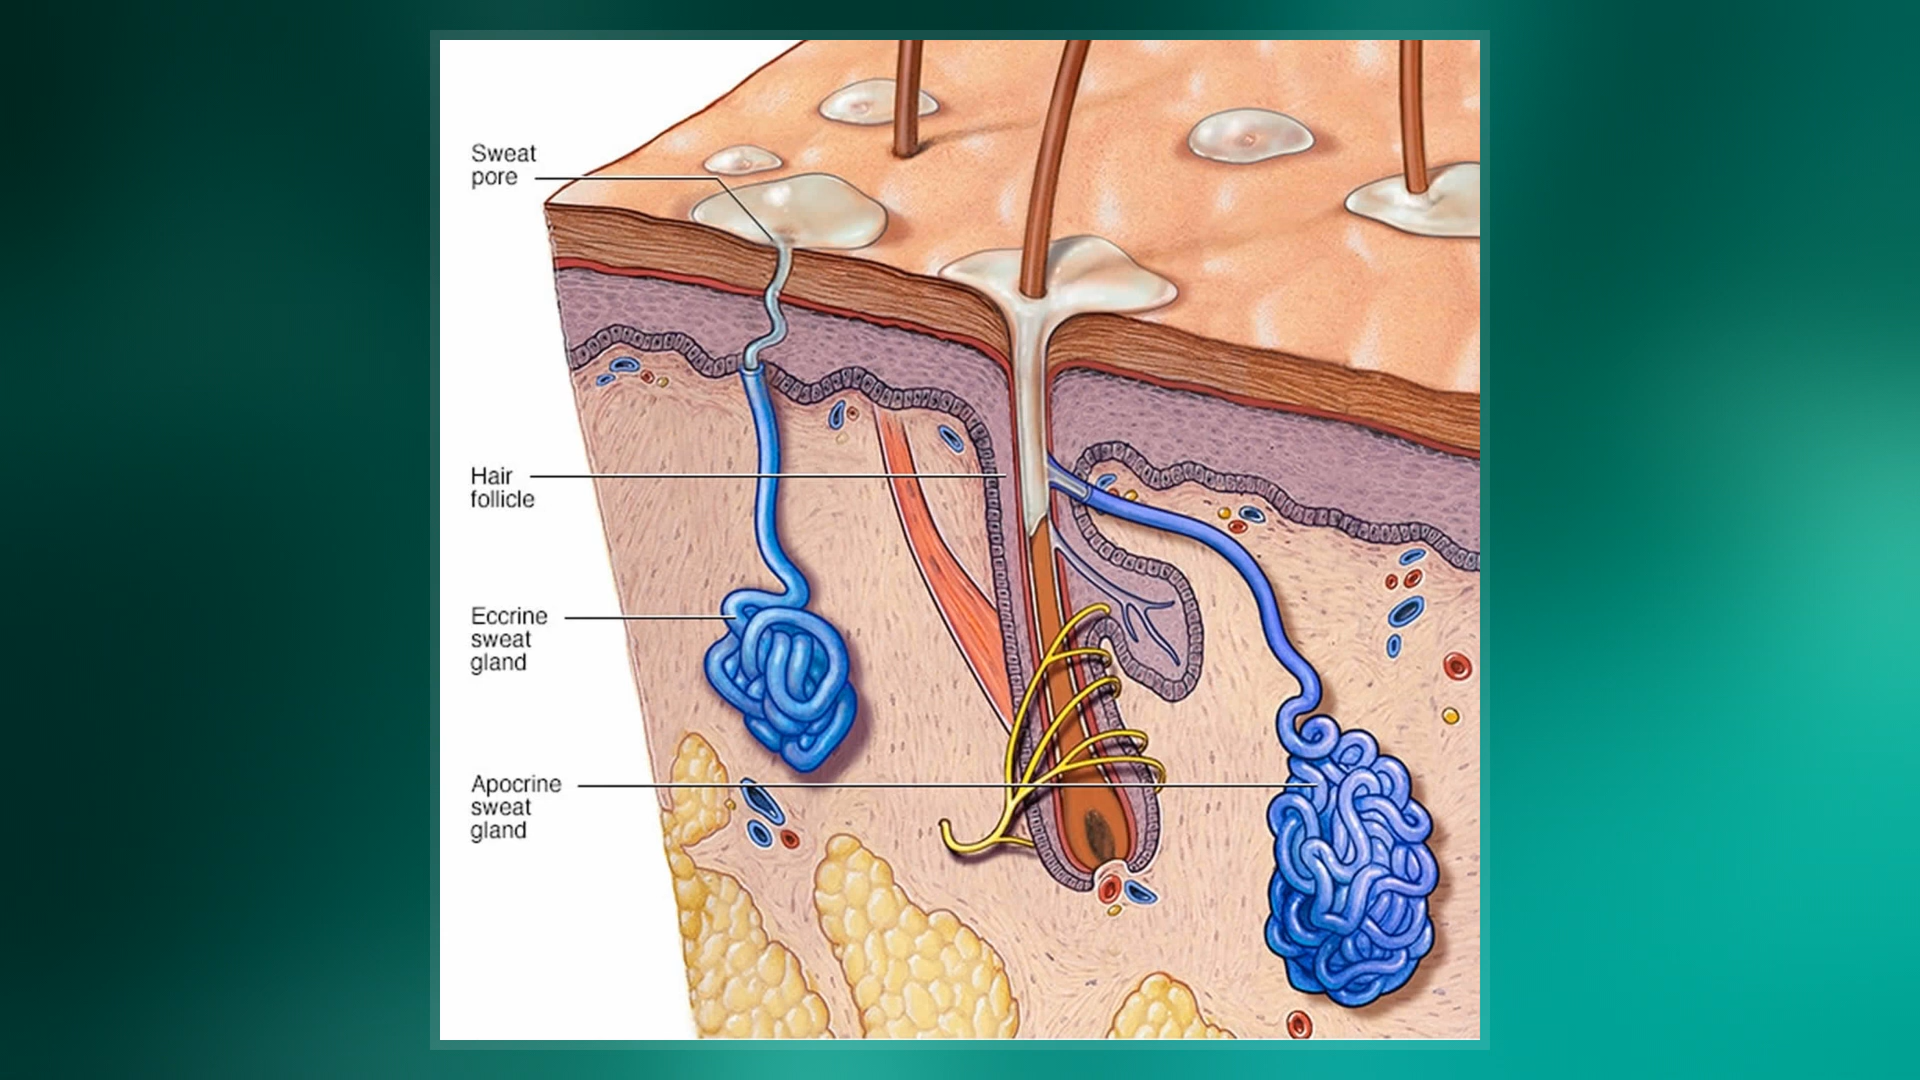 Sweat
pore
Hair
follicle
Eccrine
sweat
gland
Apocrine
sweat
gland